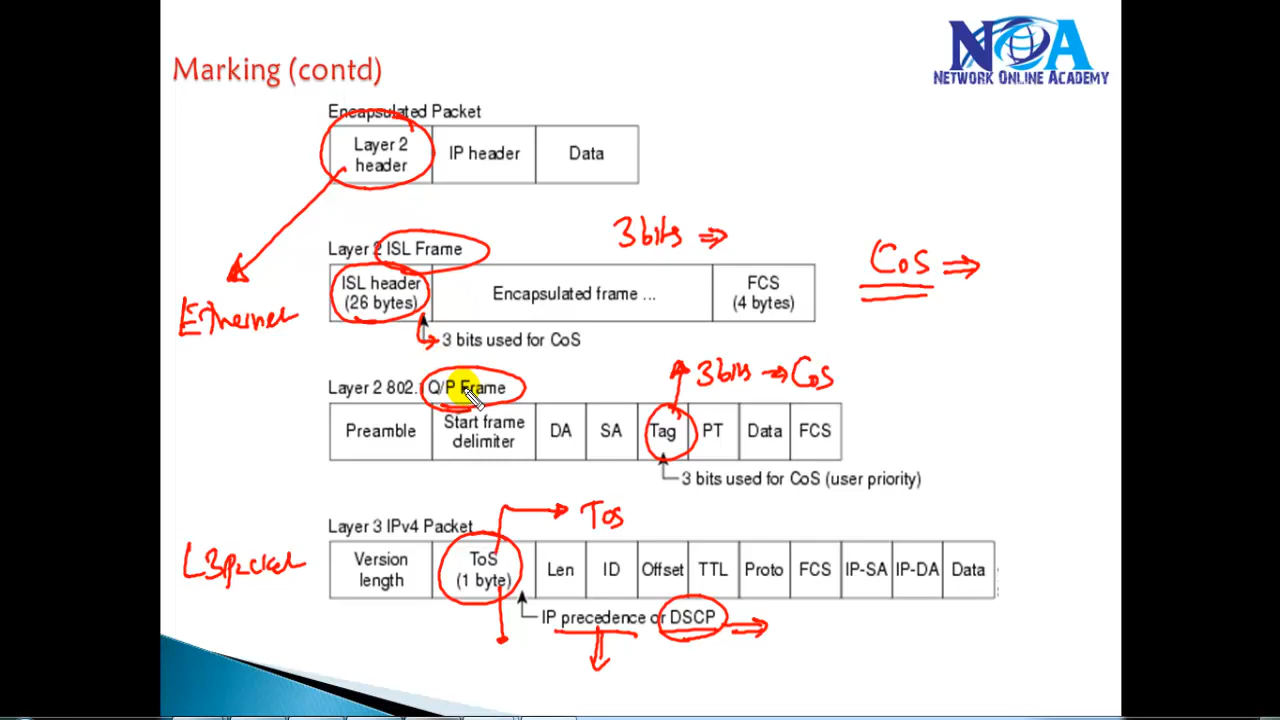 NOA
NETWORK ONLINE ACADEMY
Marking (contd)
Encapsulated Packet
Layer 2 header
IP header
Data
3 bits ⇒
Layer 2 ISL Frame
CoS ⇒
ISL header (26 bytes)
Encapsulated frame ...
FCS (4 bytes)
Ethernet
3 bits used for CoS
3 bits → CoS
Layer 2 802. Q/P Frame
Preamble
Start frame delimiter
DA
SA
Tag
PT
Data
FCS
3 bits used for CoS (user priority)
ToS
Layer 3 IPv4 Packet
L3 packet
Version length
ToS (1 byte)
Len
ID
Offset
TTL
Proto
FCS
IP-SA
IP-DA
Data
IP precedence or DSCP